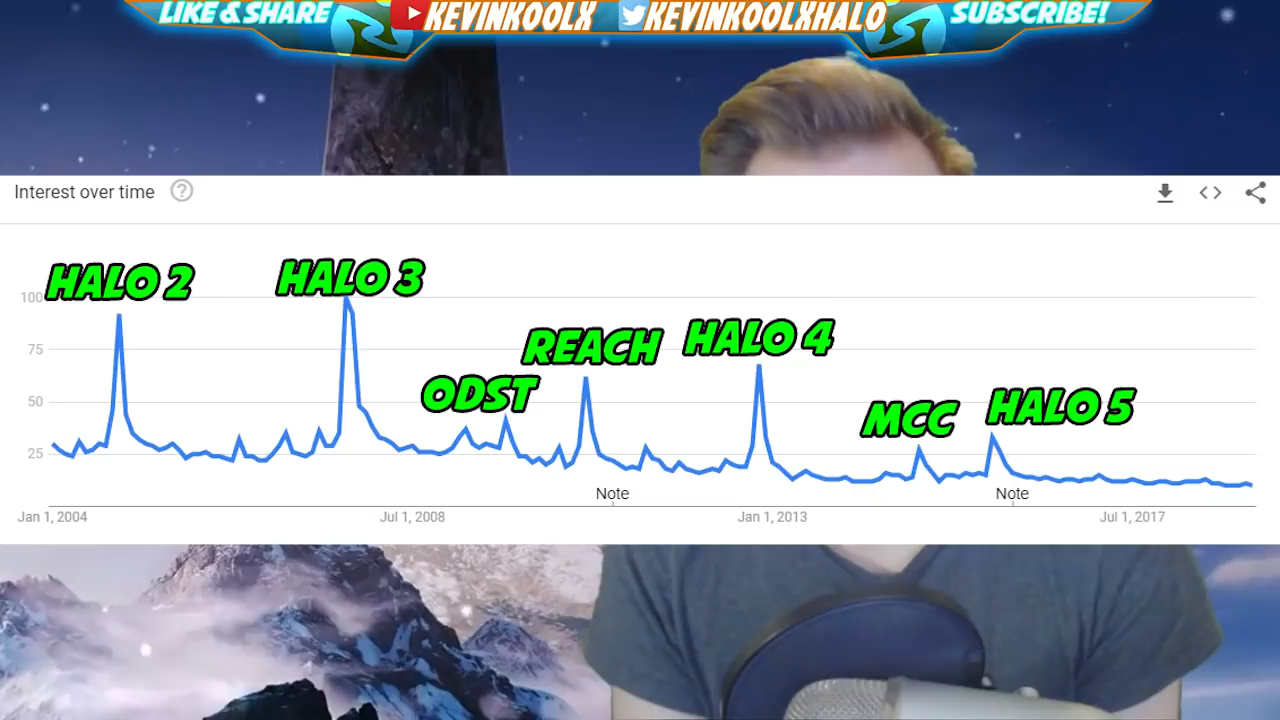 LIKE & SHARE KEVINKOOLX KEVINKOOLXHALO SUBSCRIBE!
Interest over time ?
HALO 2
HALO 3
ODST
REACH
HALO 4
MCC
HALO 5
100
75
50
25
Note Note
Jan 1, 2004 Jul 1, 2008 Jan 1, 2013 Jul 1, 2017